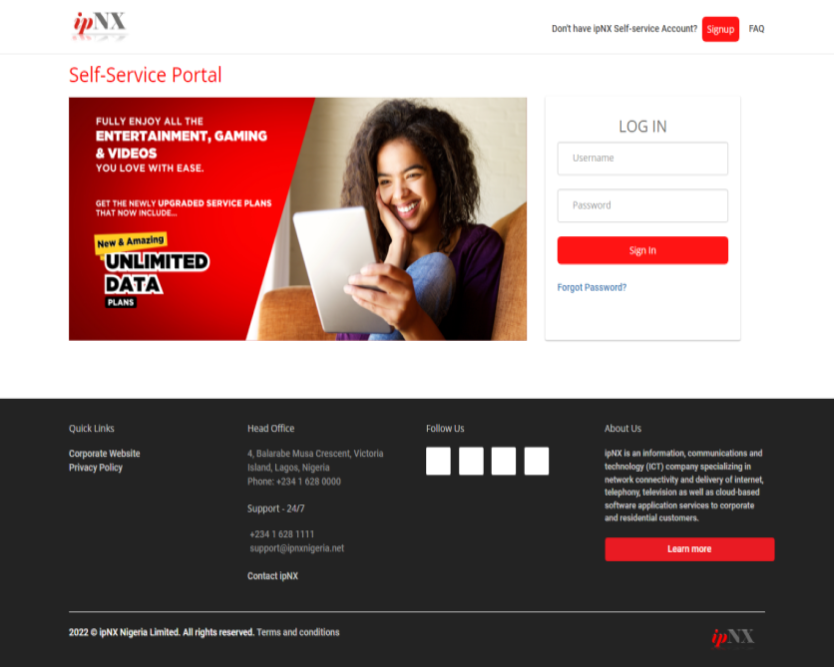 ipNX
Don't have ipNX Self-service Account? Signup FAQ
Self-Service Portal
FULLY ENJOY ALL THE
ENTERTAINMENT, GAMING
& VIDEOS
YOU LOVE WITH EASE.
GET THE NEWLY UPGRADED SERVICE PLANS
THAT NOW INCLUDE...
New & Amazing
UNLIMITED
DATA
PLANS
LOG IN
Username
Password
Sign In
Forgot Password?
Quick Links
Corporate Website
Privacy Policy
Head Office
4, Balarabe Musa Crescent, Victoria
Island, Lagos, Nigeria
Phone: +234 1 628 0000
Support - 24/7
+234 1 628 1111
support@ipnxnigeria.net
Contact ipNX
Follow Us
About Us
ipNX is an information, communications and
technology (ICT) company specializing in
network connectivity and delivery of internet,
telephony, television as well as cloud-based
software application services to corporate
and residential customers.
Learn more
2022 © ipNX Nigeria Limited. All rights reserved. Terms and conditions
ipNX